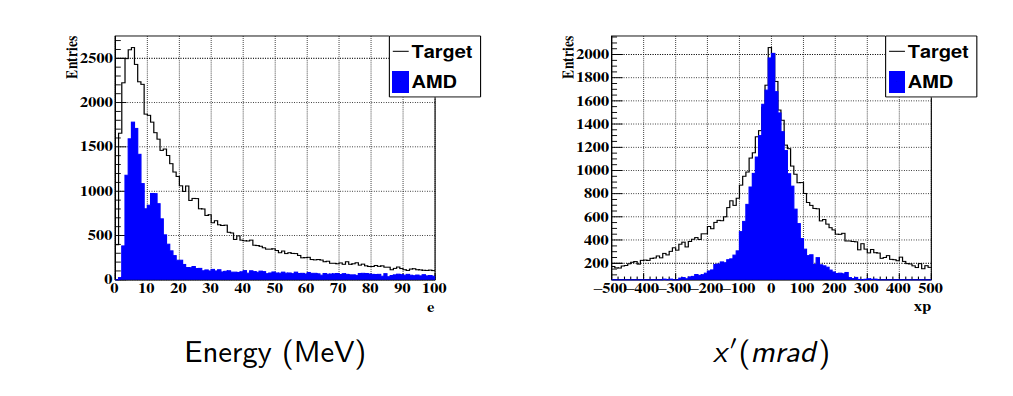 Entries
Target
AMD
2500
2000
1500
1000
500
0
0 10 20 30 40 50 60 70 80 90 100
e
Energy (MeV)
Entries
Target
AMD
2000
1800
1600
1400
1200
1000
800
600
400
200
−500 −400 −300 −200 −100 0 100 200 300 400 500
xp
x′(mrad)